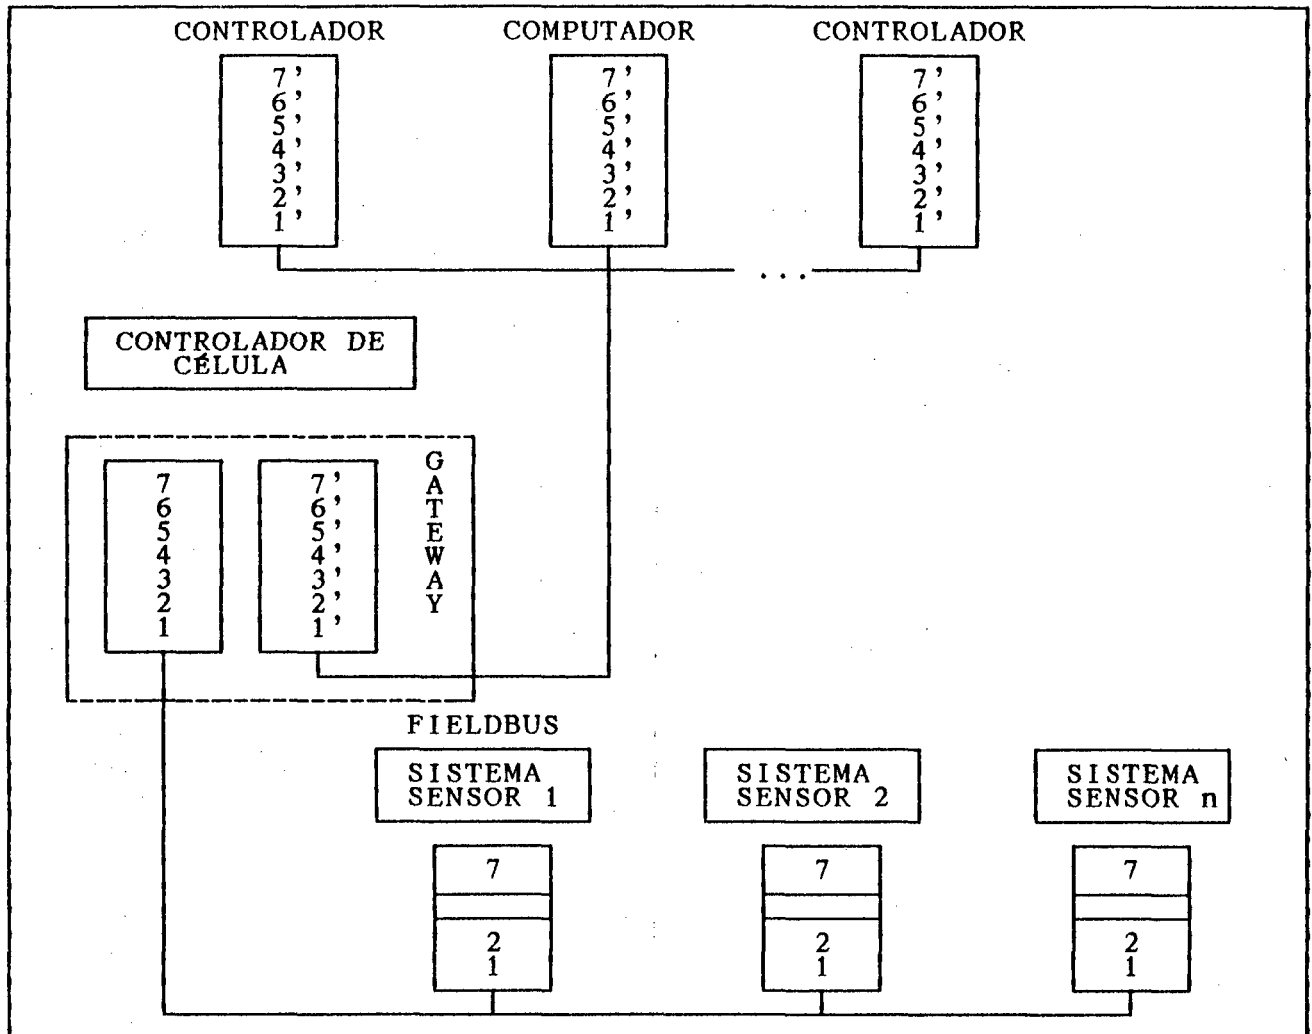 CONTROLADOR COMPUTADOR CONTROLADOR
7' 7' 7'
6' 6' 6'
5' 5' 5'
4' 4' 4'
3' 3' 3'
2' 2' 2'
1' 1' 1'
...
CONTROLADOR DE
CÉLULA
7 7'
6 6'
5 5'
4 4'
3 3'
2 2'
1 1'
GATEWAY
FIELDBUS
SISTEMA
SENSOR 1
SISTEMA
SENSOR 2
SISTEMA
SENSOR n
7 7 7
2 2 2
1 1 1